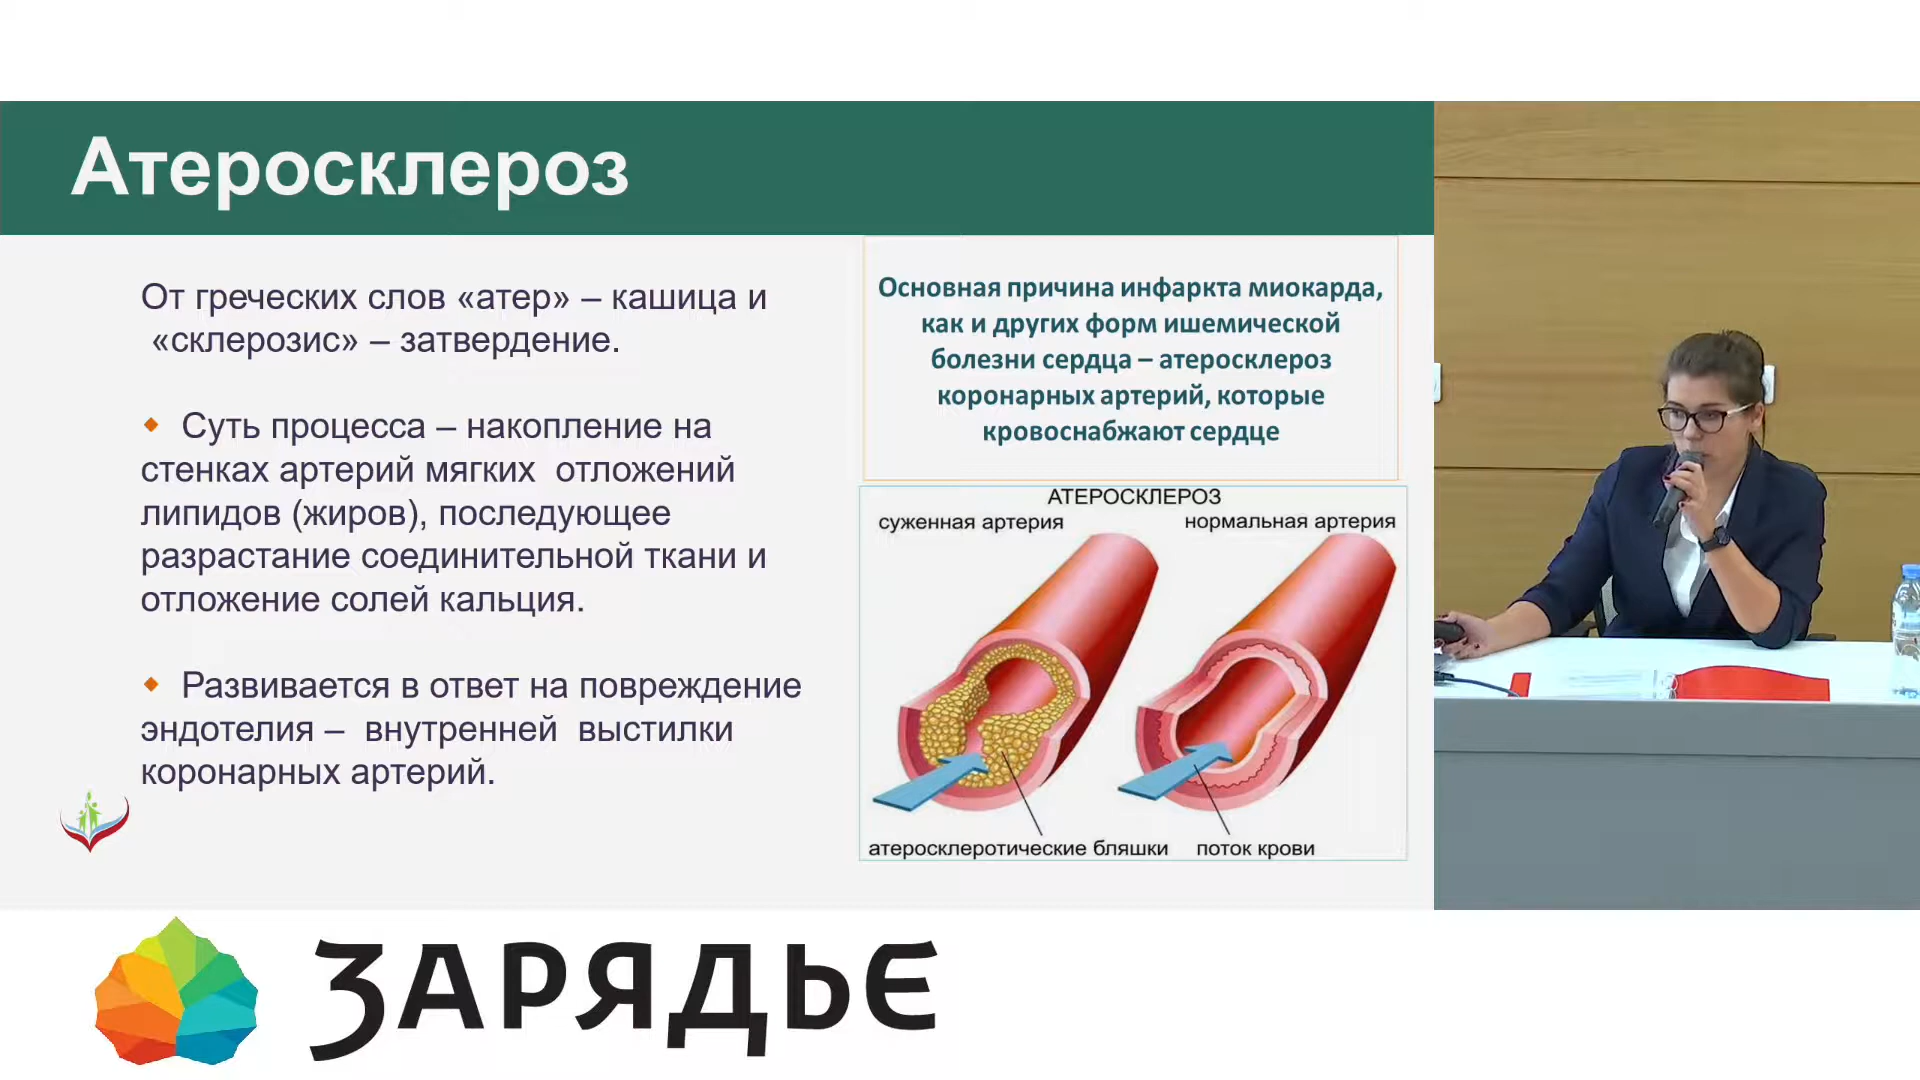 Атеросклероз
От греческих слов «атер» – кашица и
«склерозис» – затвердение.
Суть процесса – накопление на
стенках артерий мягких отложений
липидов (жиров), последующее
разрастание соединительной ткани и
отложение солей кальция.
Развивается в ответ на повреждение
эндотелия – внутренней выстилки
коронарных артерий.
Основная причина инфаркта миокарда,
как и других форм ишемической
болезни сердца – атеросклероз
коронарных артерий, которые
кровоснабжают сердце
АТЕРОСКЛЕРОЗ
суженная артерия
нормальная артерия
атеросклеротические бляшки
поток крови
ЗАРЯДЬЕ